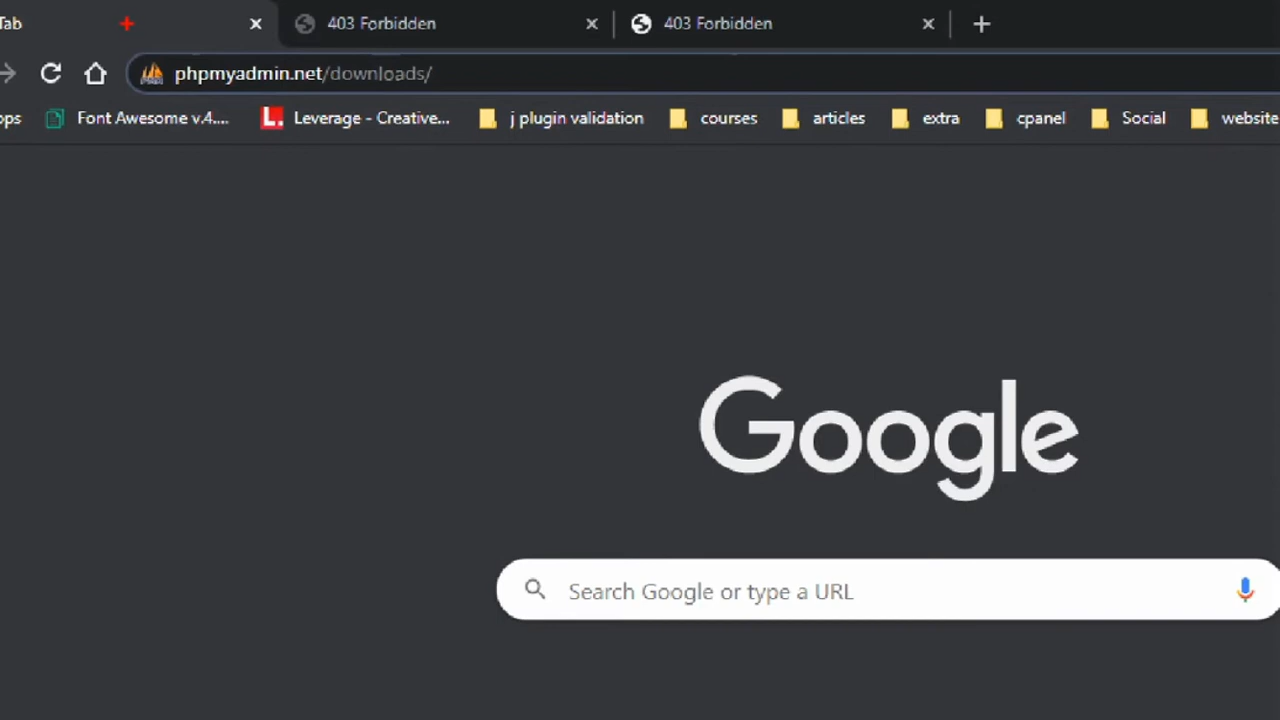 Tab
403 Forbidden
403 Forbidden
phpmyadmin.net/downloads/
ops Font Awesome v.4.... Leverage - Creative... j plugin validation courses articles extra cpanel Social website
Google
Search Google or type a URL